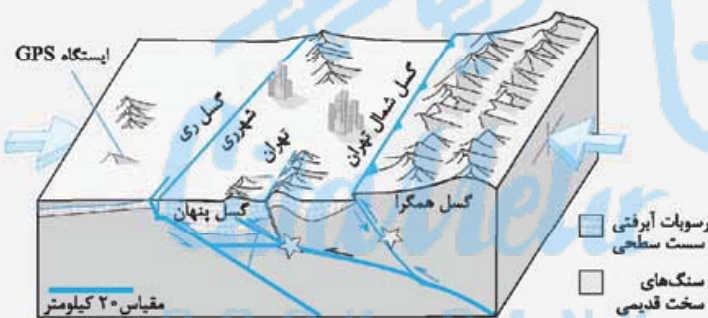 ایستگاه GPS
گسل ری
شهرری
تهران
گسل شمال تهران
گسل پنهان
گسل همگرا
رسوبات آبرفتی
سست سطحی
سنگ‌های
سخت قدیمی
مقیاس ۲۰ کیلومتر